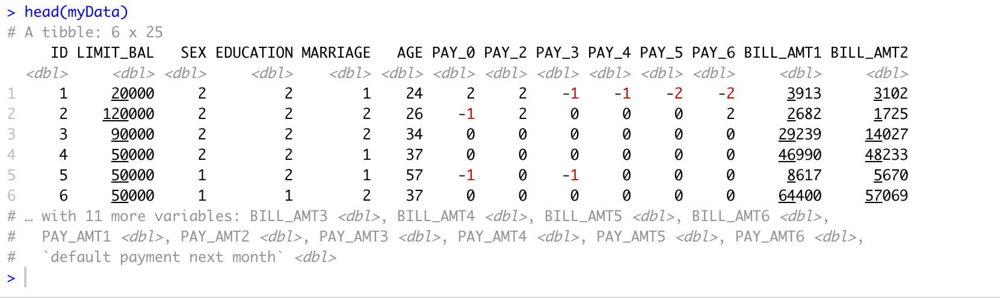 > head(myData)
# A tibble: 6 x 25
     ID LIMIT_BAL   SEX EDUCATION MARRIAGE   AGE PAY_0 PAY_2 PAY_3 PAY_4 PAY_5 PAY_6 BILL_AMT1 BILL_AMT2
  <dbl>     <dbl> <dbl>     <dbl>    <dbl> <dbl> <dbl> <dbl> <dbl> <dbl> <dbl> <dbl>     <dbl>     <dbl>
1     1     20000     2         2        1    24     2     2    -1    -1    -2    -2      3913      3102
2     2    120000     2         2        2    26    -1     2     0     0     0     2      2682      1725
3     3     90000     2         2        2    34     0     0     0     0     0     0     29239     14027
4     4     50000     2         2        1    37     0     0     0     0     0     0     46990     48233
5     5     50000     1         2        1    57    -1     0    -1     0     0     0      8617      5670
6     6     50000     1         1        2    37     0     0     0     0     0     0     64400     57069
# … with 11 more variables: BILL_AMT3 <dbl>, BILL_AMT4 <dbl>, BILL_AMT5 <dbl>, BILL_AMT6 <dbl>,
#   PAY_AMT1 <dbl>, PAY_AMT2 <dbl>, PAY_AMT3 <dbl>, PAY_AMT4 <dbl>, PAY_AMT5 <dbl>, PAY_AMT6 <dbl>,
#   `default payment next month` <dbl>
>